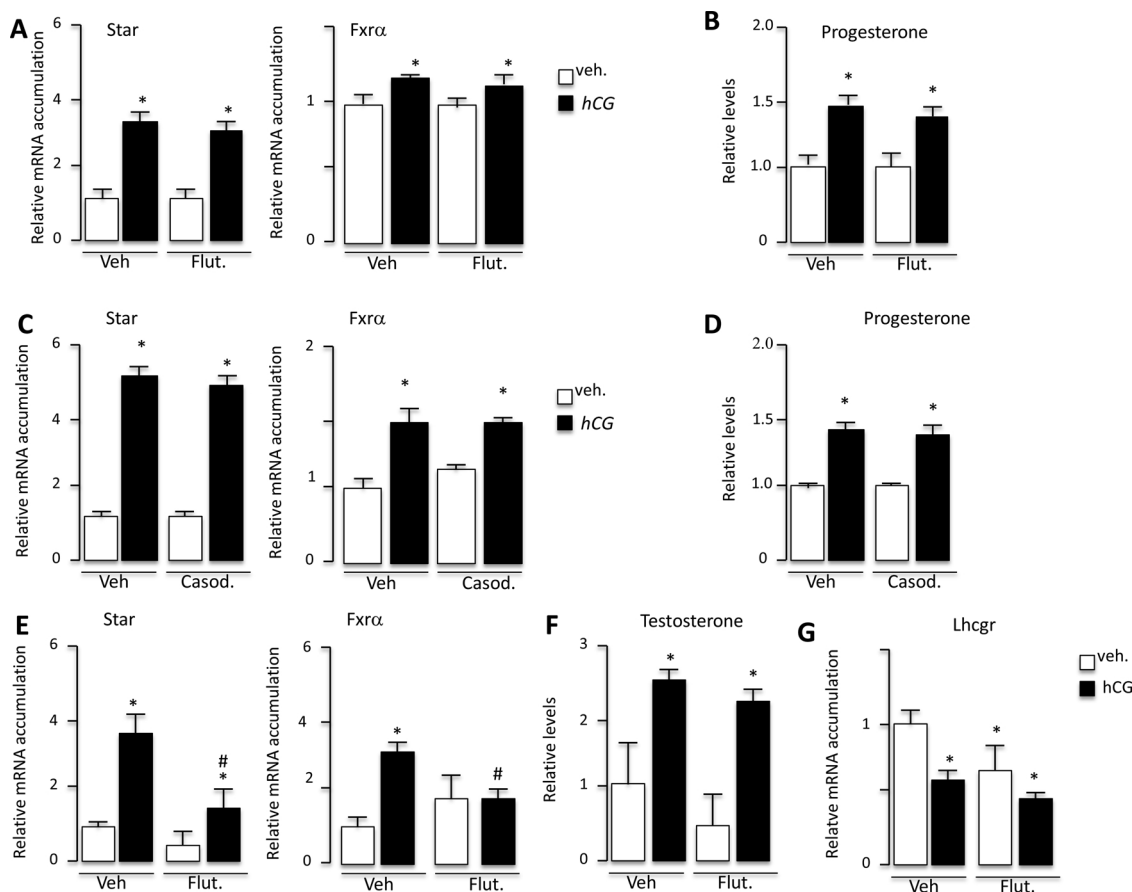 A
Star
Relative mRNA accumulation
6
4
2
0
*
*
Veh
Flut.
Fxrα
Relative mRNA accumulation
1
0
*
*
Veh
Flut.
veh.
hCG
B
Progesterone
Relative levels
2.0
1.5
1.0
0
*
*
Veh
Flut.
C
Star
Relative mRNA accumulation
6
4
2
0
*
*
Veh
Casod.
Fxrα
Relative mRNA accumulation
2
1
0
*
*
Veh
Casod.
veh.
hCG
D
Progesterone
Relative levels
2.0
1.5
1.0
0
*
*
Veh
Casod.
E
Star
Relative mRNA accumulation
6
4
2
0
*
#
*
Veh
Flut.
Fxrα
Relative mRNA accumulation
6
4
2
0
*
#
Veh
Flut.
F
Testosterone
Relative levels
3
2
1
0
*
*
Veh
Flut.
G
Lhcgr
Relatve mRNA accumulation
1
0
*
*
*
Veh
Flut.
veh.
hCG